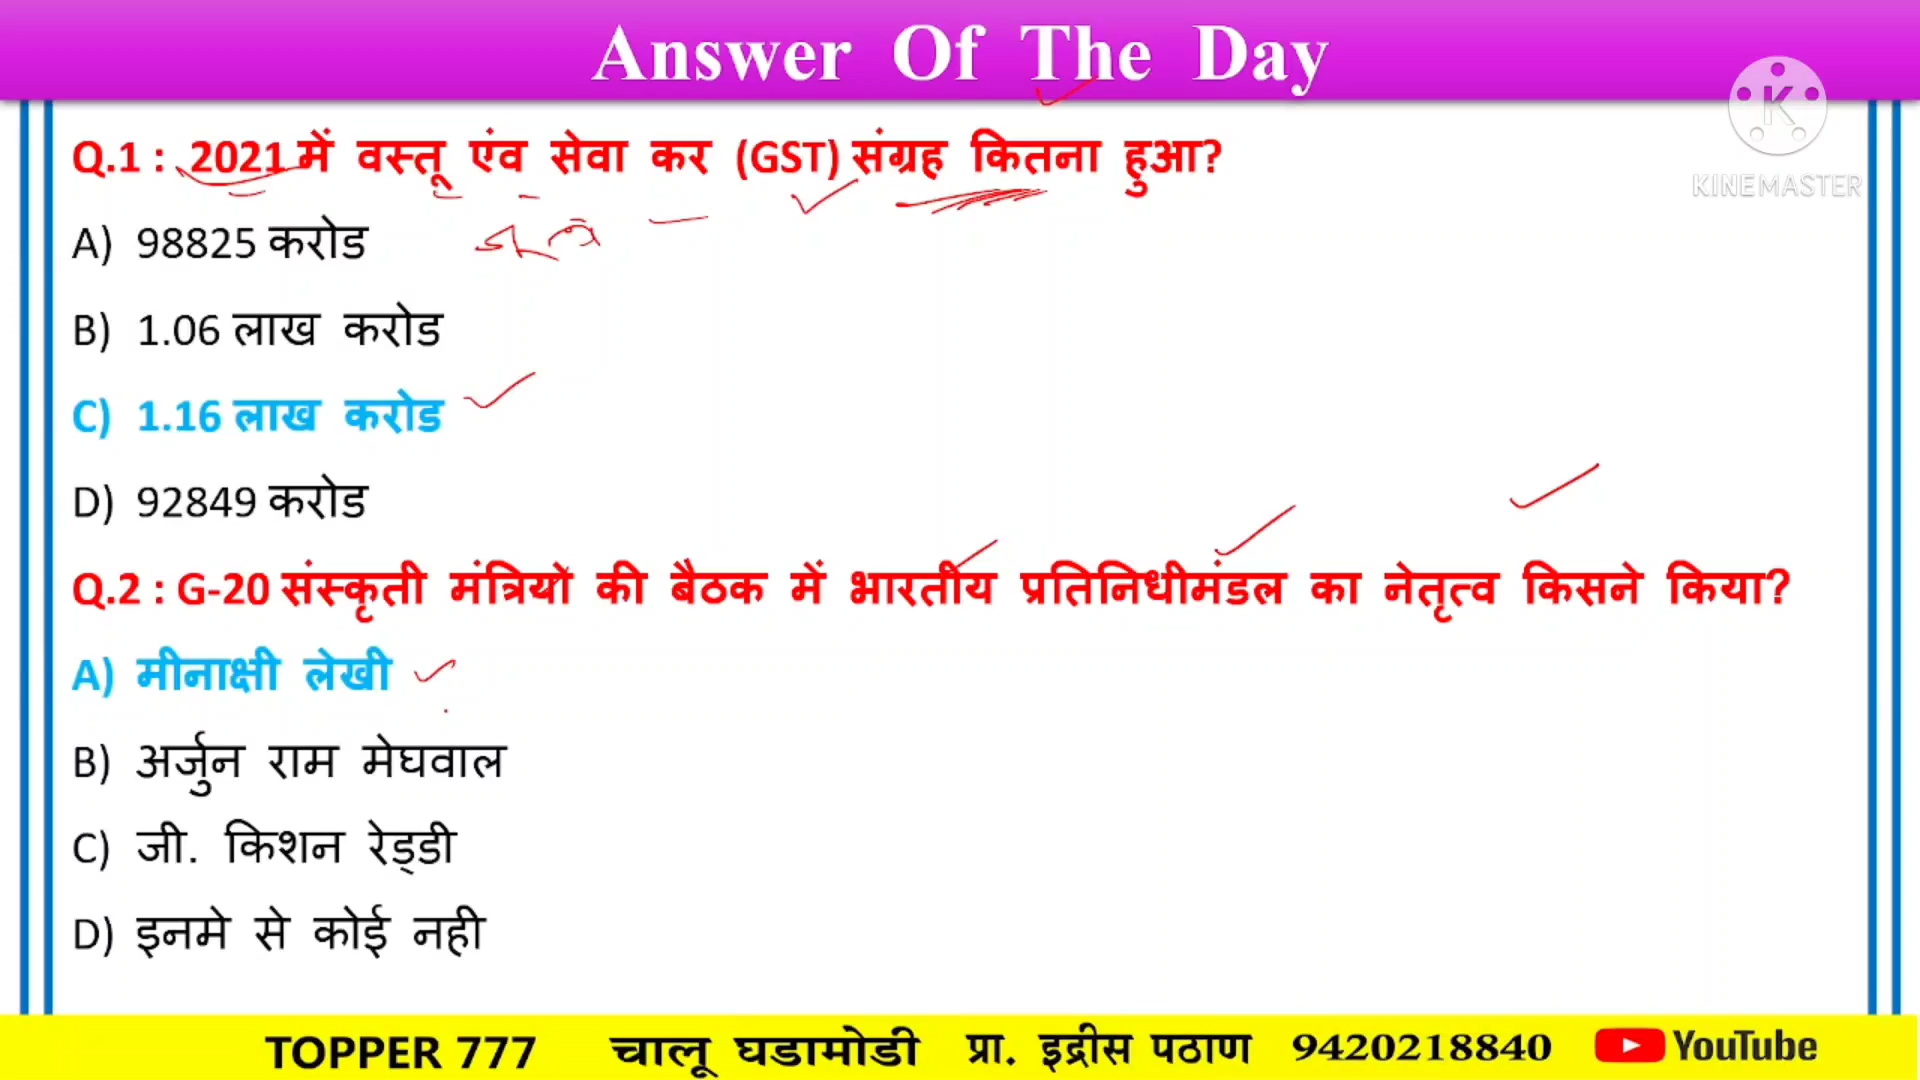 Answer Of The Day
K
KINEMASTER
Q.1 : 2021 में वस्तू एंव सेवा कर (GST) संग्रह कितना हुआ?
A) 98825 करोड
B) 1.06 लाख करोड
C) 1.16 लाख करोड
D) 92849 करोड
Q.2 : G-20 संस्कृती मंत्रियों की बैठक में भारतीय प्रतिनिधीमंडल का नेतृत्व किसने किया?
A) मीनाक्षी लेखी
B) अर्जुन राम मेघवाल
C) जी. किशन रेड्डी
D) इनमे से कोई नही
TOPPER 777 चालू घडामोडी प्रा. इद्रीस पठाण 9420218840 YouTube